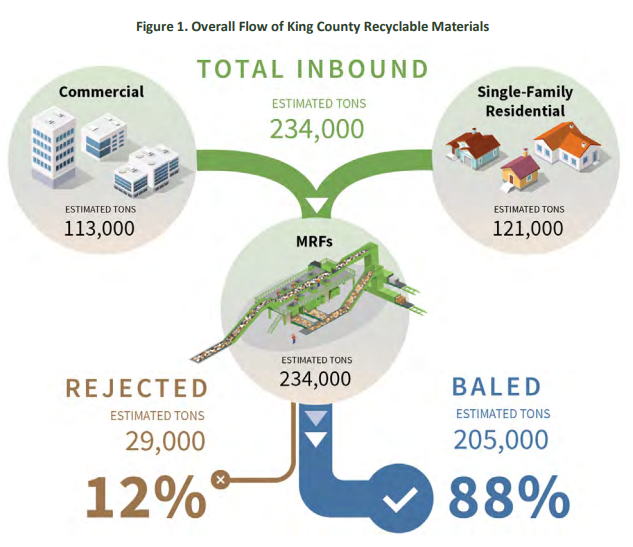 Figure 1. Overall Flow of King County Recyclable Materials
TOTAL INBOUND
ESTIMATED TONS
234,000
Commercial
ESTIMATED TONS
113,000
Single-Family
Residential
ESTIMATED TONS
121,000
MRFs
ESTIMATED TONS
234,000
REJECTED
ESTIMATED TONS
29,000
12%
BALED
ESTIMATED TONS
205,000
88%